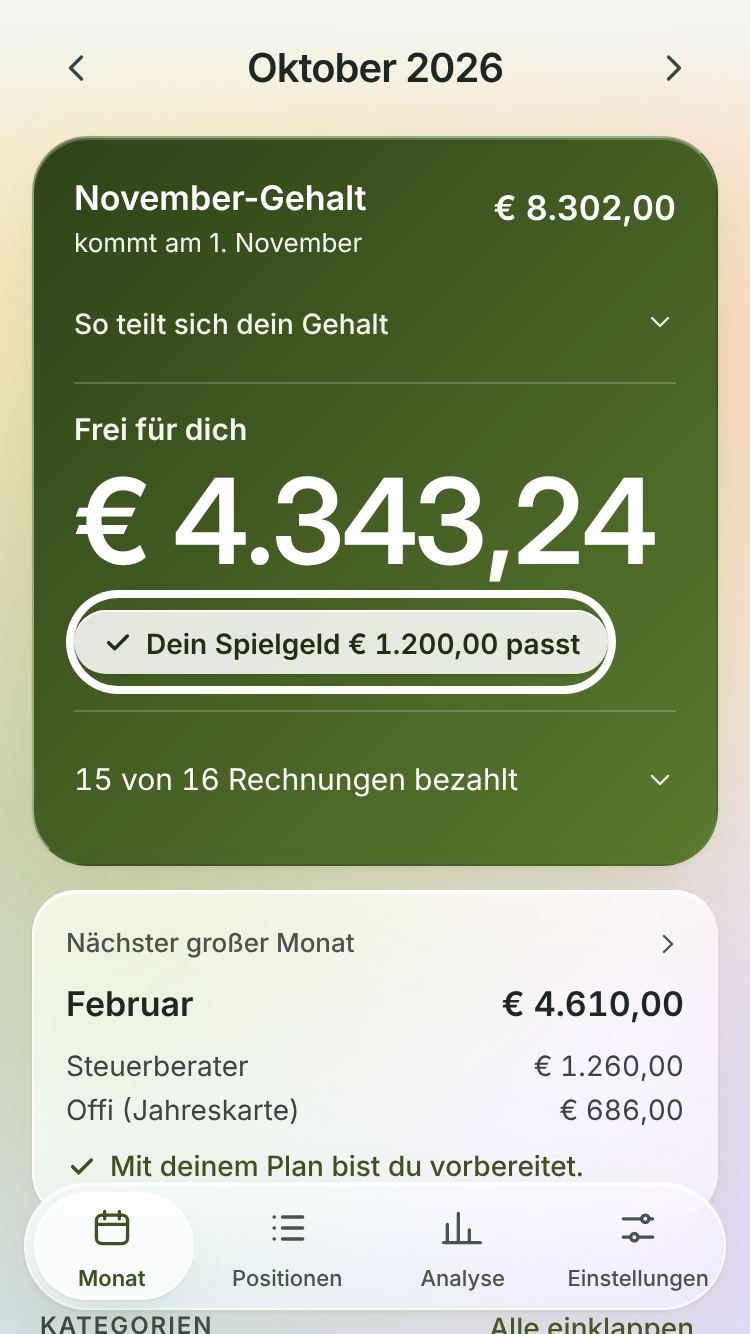 Oktober 2026
November-Gehalt
€ 8.302,00
kommt am 1. November
So teilt sich dein Gehalt
Frei für dich
€ 4.343,24
Dein Spielgeld € 1.200,00 passt
15 von 16 Rechnungen bezahlt
Nächster großer Monat
Februar € 4.610,00
Steuerberater € 1.260,00
Offi (Jahreskarte) € 686,00
Mit deinem Plan bist du vorbereitet.
Monat Positionen Analyse Einstellungen
KATEGORIEN Alle einklappen